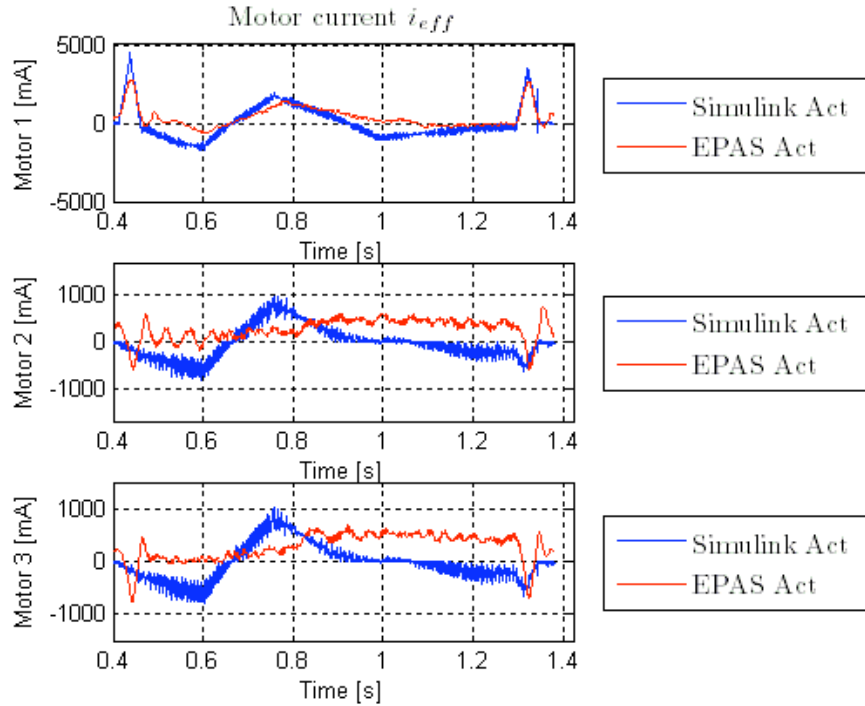 Motor current i_eff
Motor 1 [mA]
5000
0
-5000
0.4 0.6 0.8 1 1.2 1.4
Time [s]
Simulink Act
EPAS Act
Motor 2 [mA]
1000
0
-1000
0.4 0.6 0.8 1 1.2 1.4
Time [s]
Simulink Act
EPAS Act
Motor 3 [mA]
1000
0
-1000
0.4 0.6 0.8 1 1.2 1.4
Time [s]
Simulink Act
EPAS Act